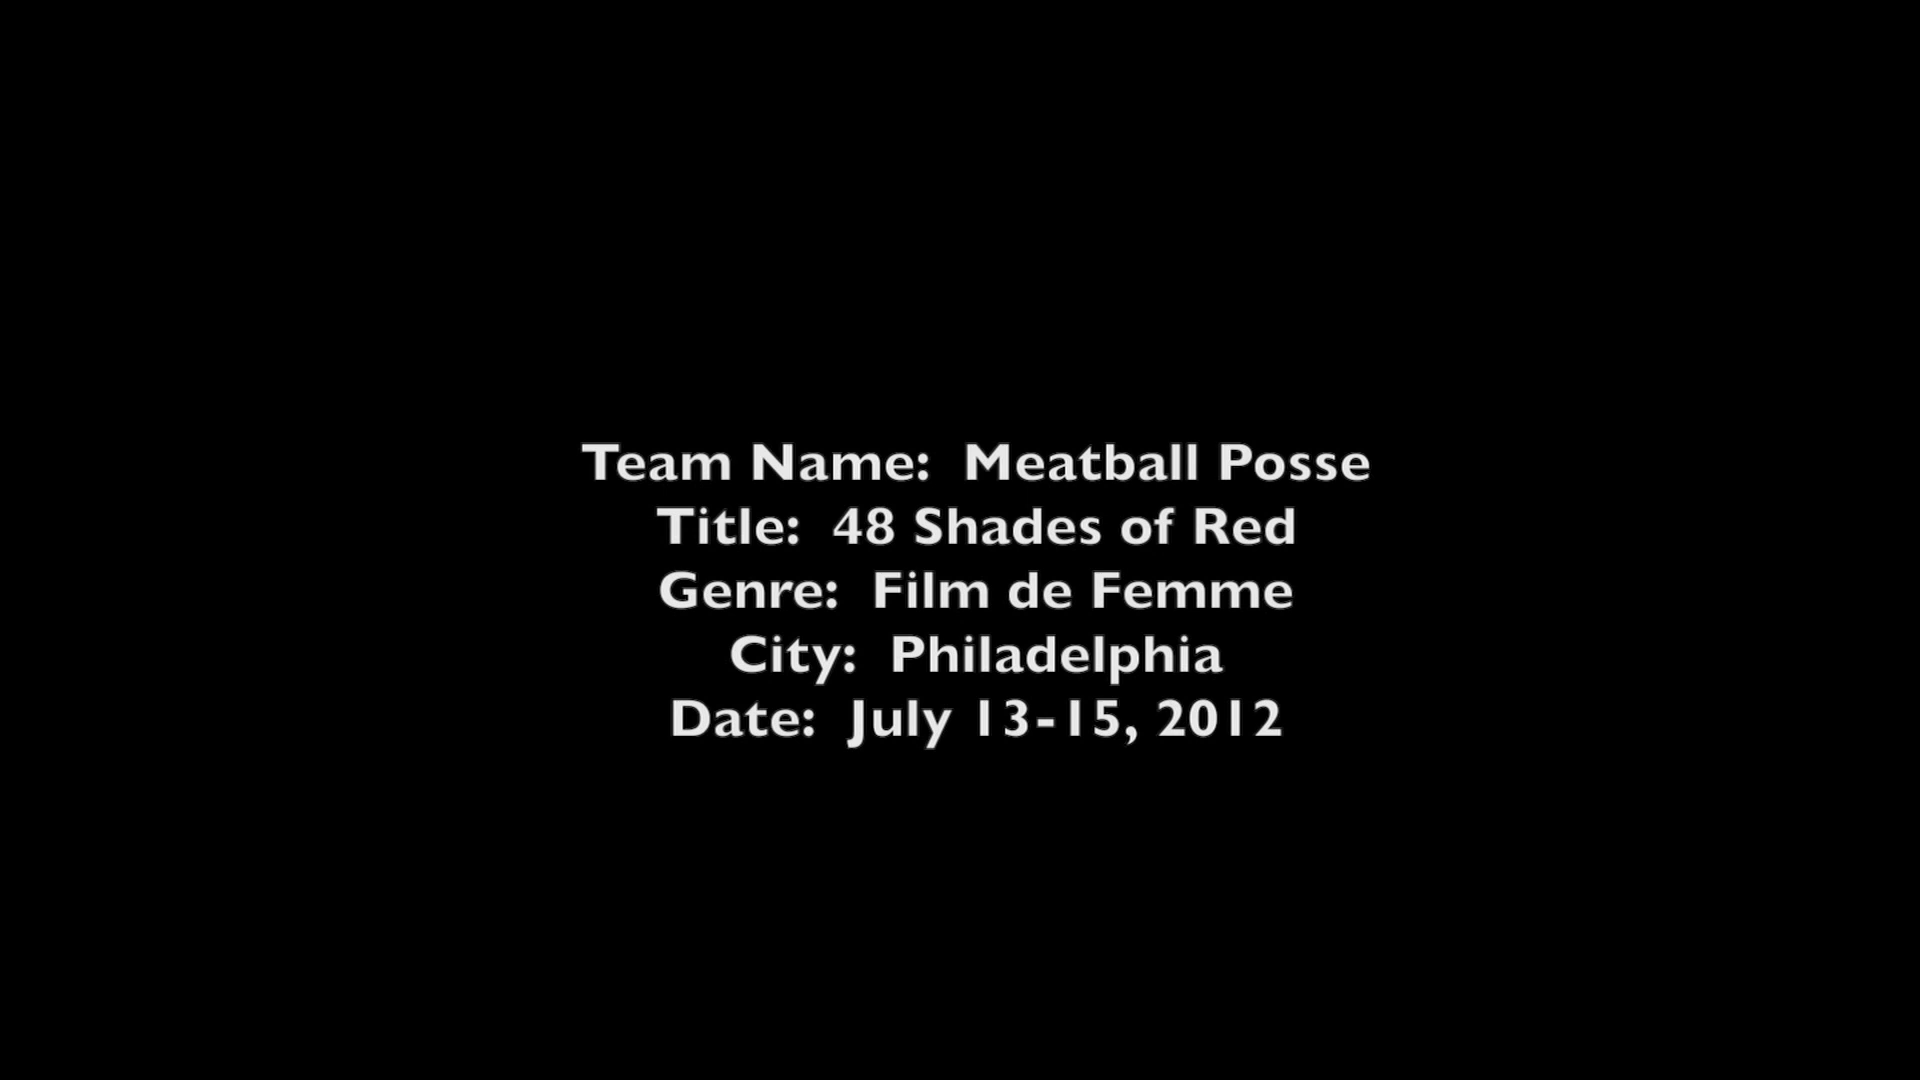 Team Name:  Meatball Posse
Title:  48 Shades of Red
Genre:  Film de Femme
City:  Philadelphia
Date:  July 13-15, 2012